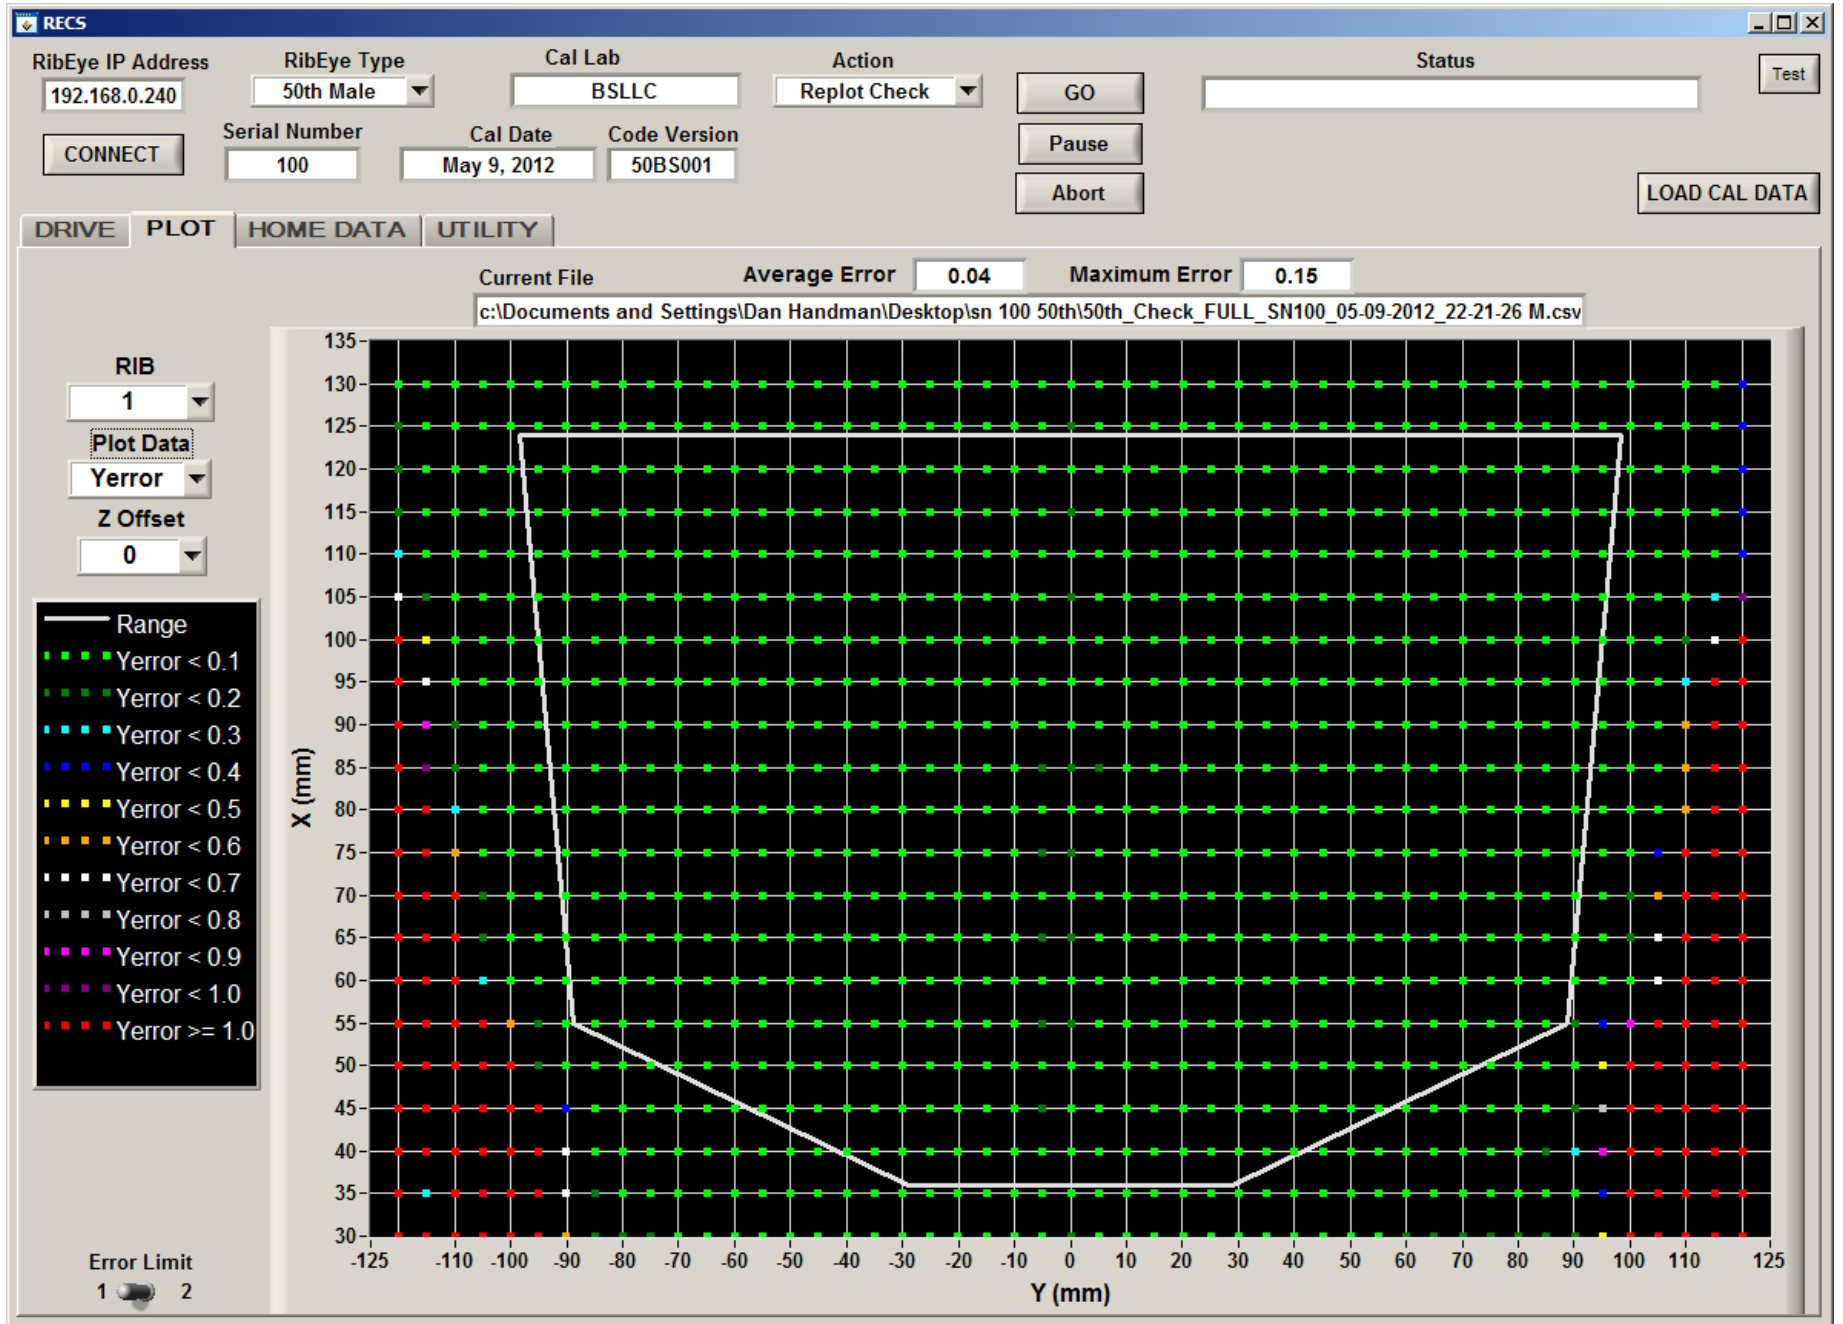 RECS
RibEye IP Address
RibEye Type
Cal Lab
Action
Status
192.168.0.240
50th Male
BSLLC
Replot Check
GO
Test
CONNECT
Serial Number
Cal Date
Code Version
Pause
100
May 9, 2012
50BS001
Abort
LOAD CAL DATA
DRIVE
PLOT
HOME DATA
UTILITY
Current File
Average Error
0.04
Maximum Error
0.15
c:\Documents and Settings\Dan Handman\Desktop\sn 100 50th\50th_Check_FULL_SN100_05-09-2012_22-21-26 M.csv
RIB
1
Plot Data
Yerror
Z Offset
0
Range
Yerror < 0.1
Yerror < 0.2
Yerror < 0.3
Yerror < 0.4
Yerror < 0.5
Yerror < 0.6
Yerror < 0.7
Yerror < 0.8
Yerror < 0.9
Yerror < 1.0
Yerror >= 1.0
Error Limit
1 2
X (mm)
135
130
125
120
115
110
105
100
95
90
85
80
75
70
65
60
55
50
45
40
35
30
-125 -110 -100 -90 -80 -70 -60 -50 -40 -30 -20 -10 0 10 20 30 40 50 60 70 80 90 100 110 125
Y (mm)